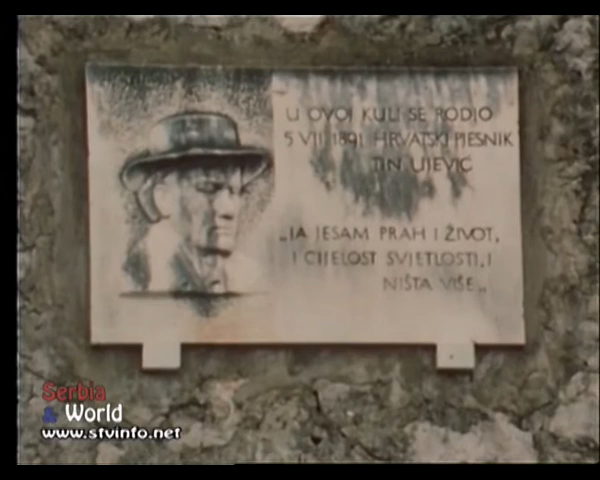 U OVOJ KULI SE RODIO
5 VII 1891 HRVATSKI PJESNIK
TIN UJEVIĆ
„JA JESAM PRAH I ŽIVOT,
I CIJELOST SVJETLOSTI, I
NIŠTA VIŠE„
Serbia
& World
www.stvinfo.net